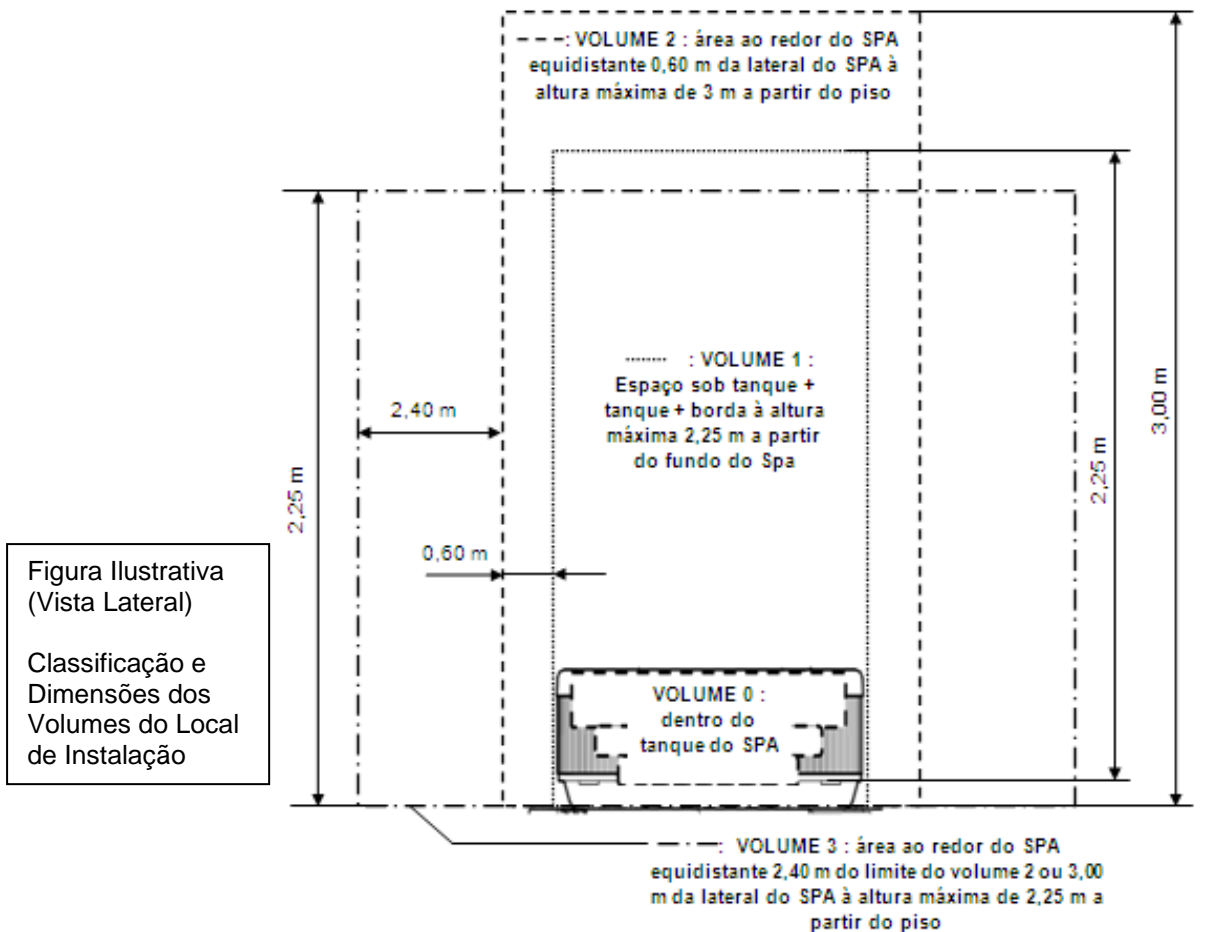 - - -: VOLUME 2 : área ao redor do SPA
equidistante 0,60 m da lateral do SPA à
altura máxima de 3 m a partir do piso
........ : VOLUME 1 :
Espaço sob tanque +
tanque + borda à altura
máxima 2,25 m a partir
do fundo do Spa
2,40 m
2,25 m
0,60 m
2,25 m
3,00 m
Figura Ilustrativa
(Vista Lateral)
Classificação e
Dimensões dos
Volumes do Local
de Instalação
VOLUME 0 :
dentro do
tanque do SPA
— · —: VOLUME 3 : área ao redor do SPA
equidistante 2,40 m do limite do volume 2 ou 3,00
m da lateral do SPA à altura máxima de 2,25 m a
partir do piso